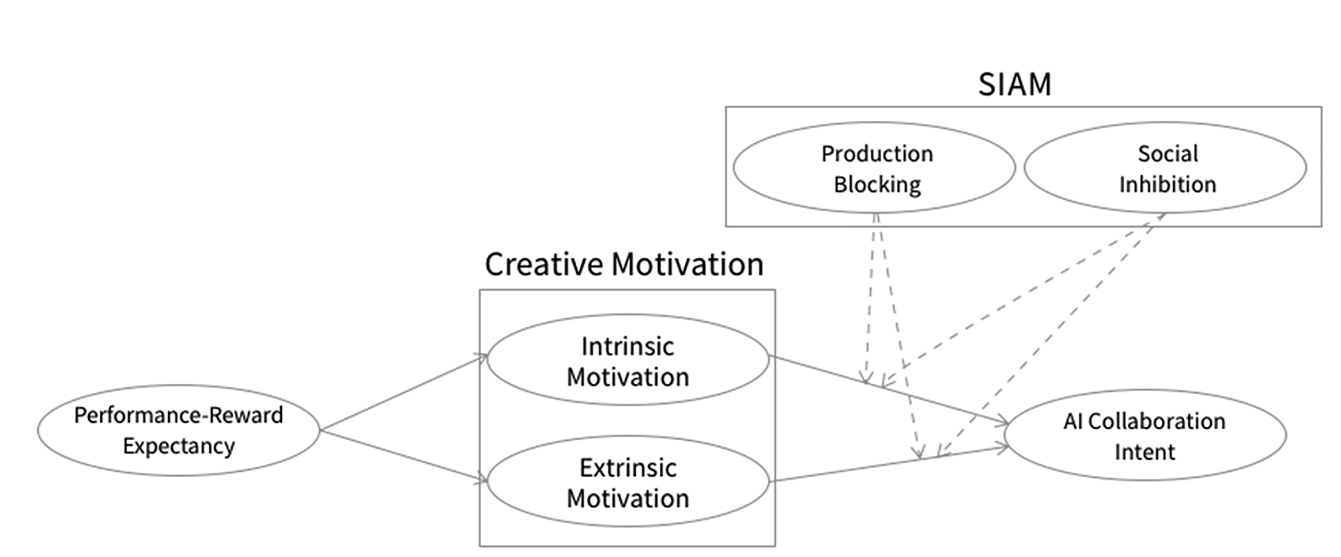 SIAM
Production
Blocking
Social
Inhibition
Creative Motivation
Intrinsic
Motivation
Performance-Reward
Expectancy
AI Collaboration
Intent
Extrinsic
Motivation